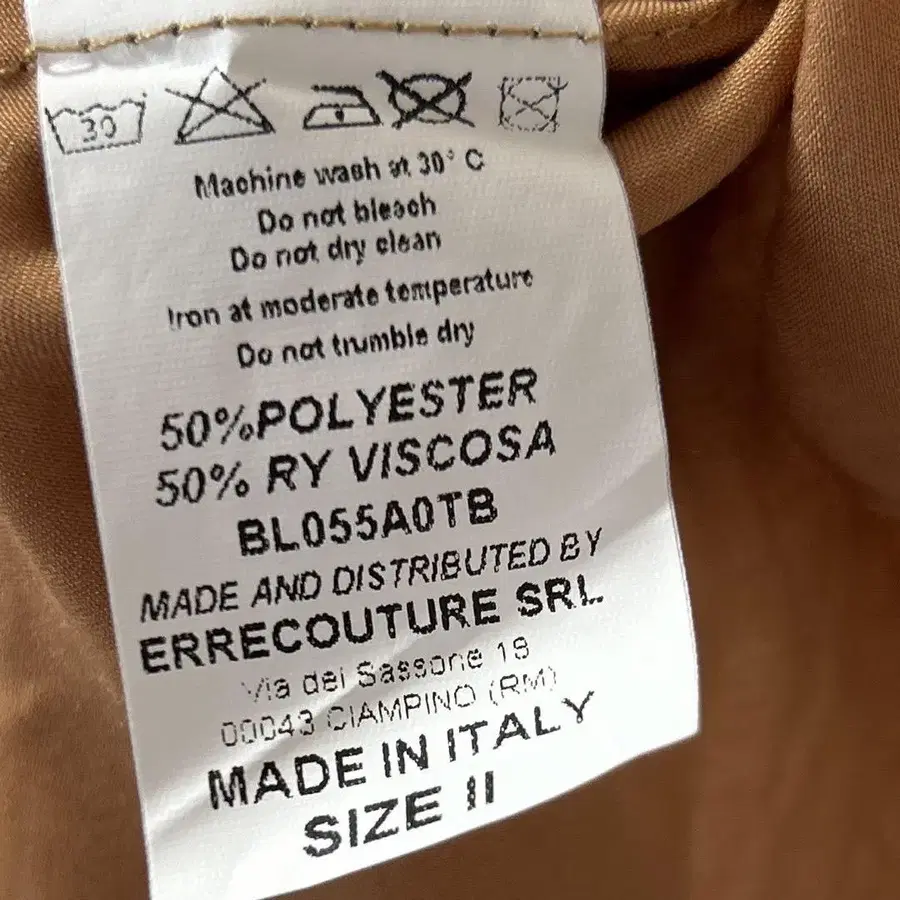 30
Machine wash at 30° C
Do not bleach
Do not dry clean
Iron at moderate temperature
Do not trumble dry
50%POLYESTER
50% RY VISCOSA
BL055A0TB
MADE AND DISTRIBUTED BY
ERRECOUTURE SRL
Via dei Sassone 18
00043 CIAMPINO (RM)
MADE IN ITALY
SIZE II